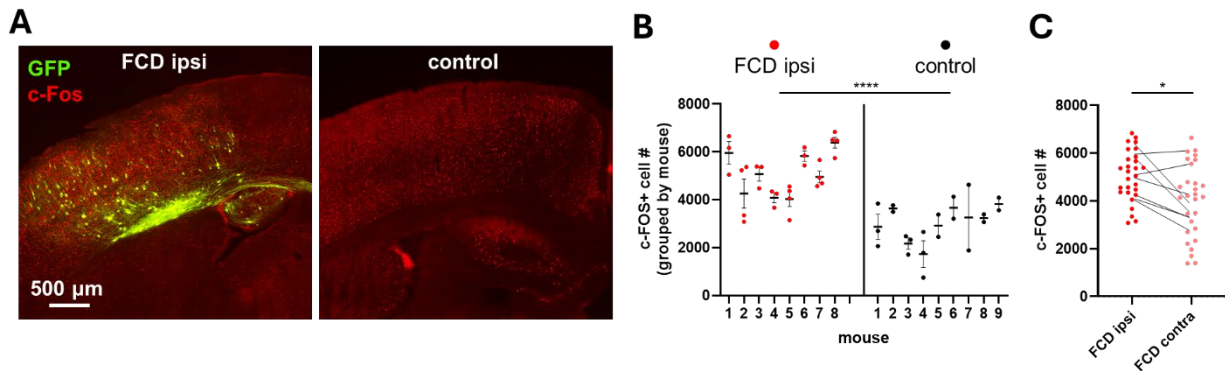 A
FCD ipsi
GFP
c-Fos
500 µm
control
B
FCD ipsi
control
****
c-FOS+ cell #
(grouped by mouse)
8000
6000
4000
2000
0
1 2 3 4 5 6 7 8
1 2 3 4 5 6 7 8 9
mouse
C
*
c-FOS+ cell #
8000
6000
4000
2000
0
FCD ipsi
FCD contra